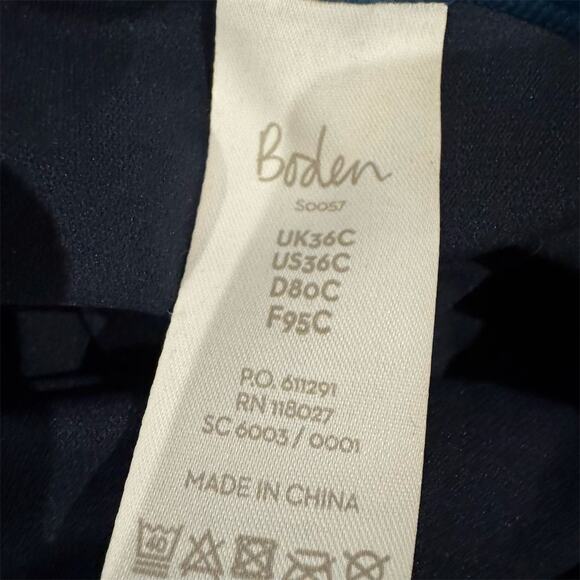 Boden
S0057
UK36C
US36C
D80C
F95C
P.O. 611291
RN 118027
SC 6003 / 0001
MADE IN CHINA